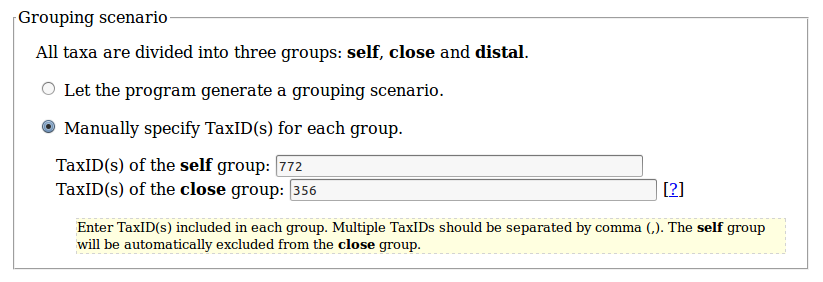 Grouping scenario
All taxa are divided into three groups: self, close and distal.
Let the program generate a grouping scenario.
Manually specify TaxID(s) for each group.
TaxID(s) of the self group: 772
TaxID(s) of the close group: 356 [?]
Enter TaxID(s) included in each group. Multiple TaxIDs should be separated by comma (,). The self group
will be automatically excluded from the close group.